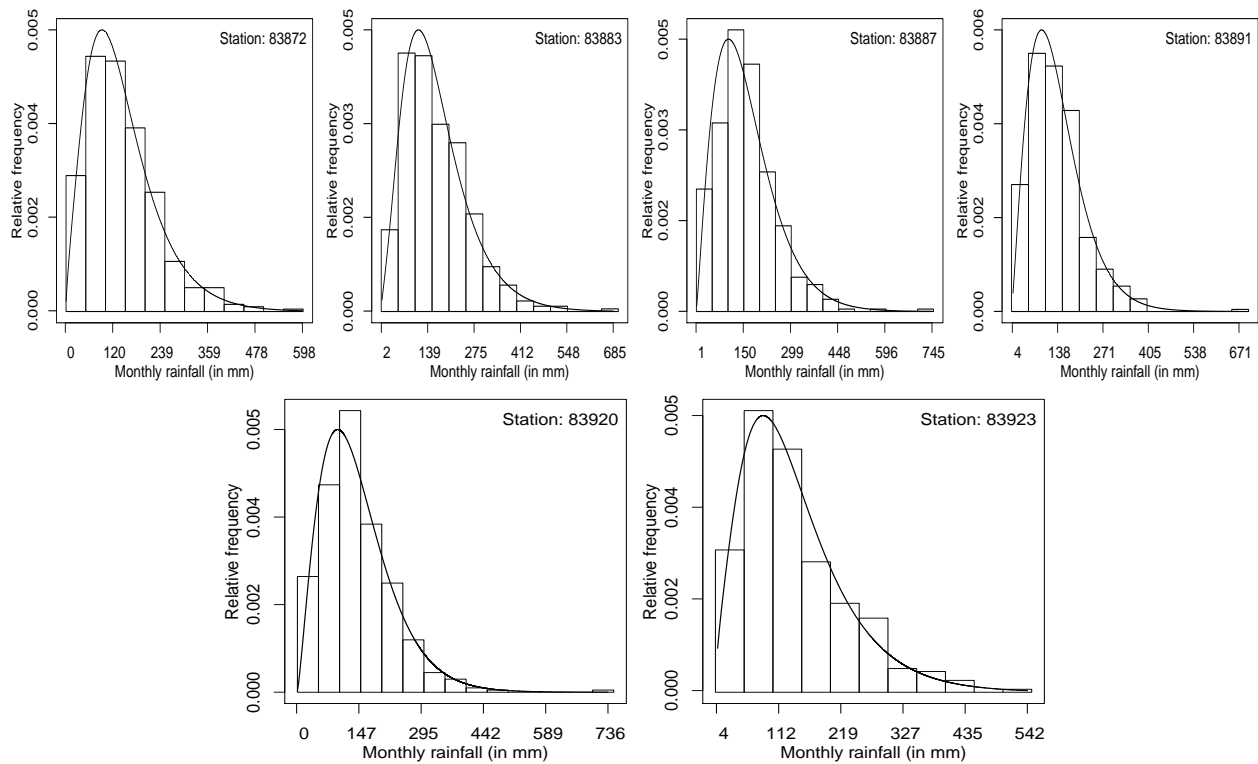 Station: 83872
Relative frequency
0.000 0.002 0.004 0.005
0 120 239 359 478 598
Monthly rainfall (in mm)
Station: 83883
Relative frequency
0.000 0.002 0.003 0.005
2 139 275 412 548 685
Monthly rainfall (in mm)
Station: 83887
Relative frequency
0.000 0.002 0.003 0.005
1 150 299 448 596 745
Monthly rainfall (in mm)
Station: 83891
Relative frequency
0.000 0.002 0.004 0.006
4 138 271 405 538 671
Monthly rainfall (in mm)
Station: 83920
Relative frequency
0.000 0.002 0.004 0.005
0 147 295 442 589 736
Monthly rainfall (in mm)
Station: 83923
Relative frequency
0.000 0.002 0.004 0.005
4 112 219 327 435 542
Monthly rainfall (in mm)